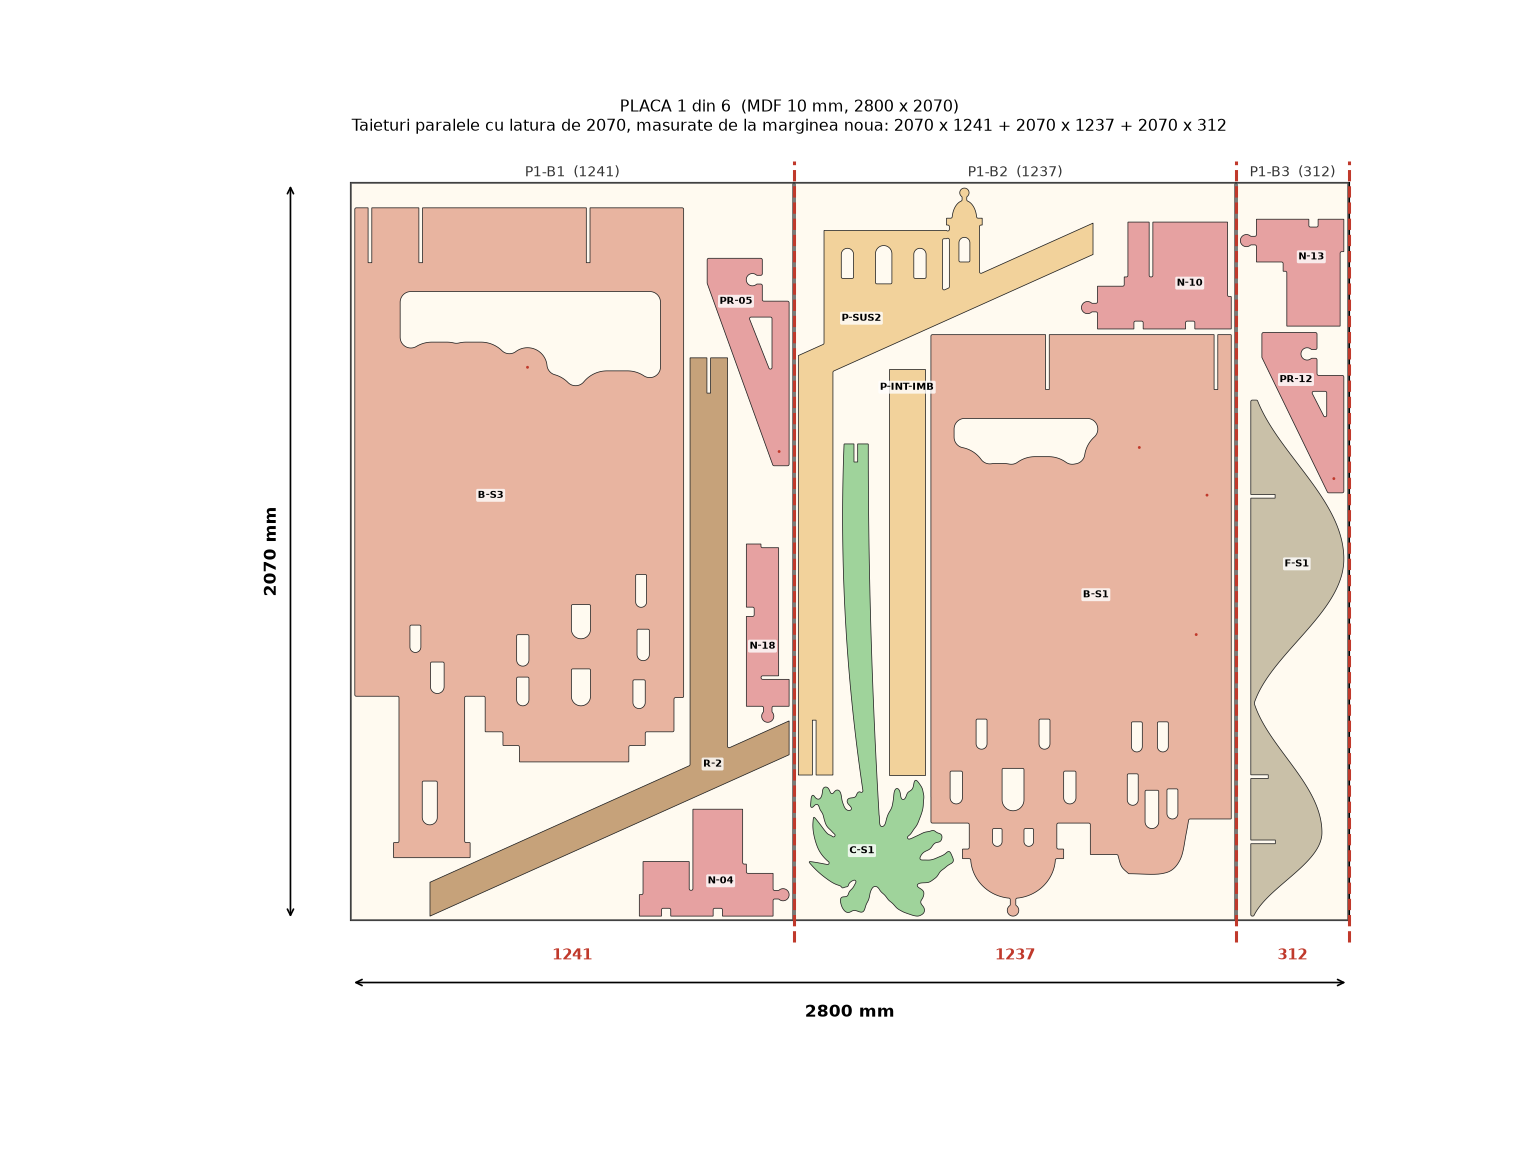 PLACA 1 din 6  (MDF 10 mm, 2800 x 2070)
Taieturi paralele cu latura de 2070, masurate de la marginea noua: 2070 x 1241 + 2070 x 1237 + 2070 x 312
P1-B1  (1241)
P1-B2  (1237)
P1-B3  (312)
N-13
N-10
PR-05
P-SUS2
PR-12
P-INT-IMB
B-S3
F-S1
B-S1
N-18
R-2
C-S1
N-04
2070 mm
1241
1237
312
2800 mm